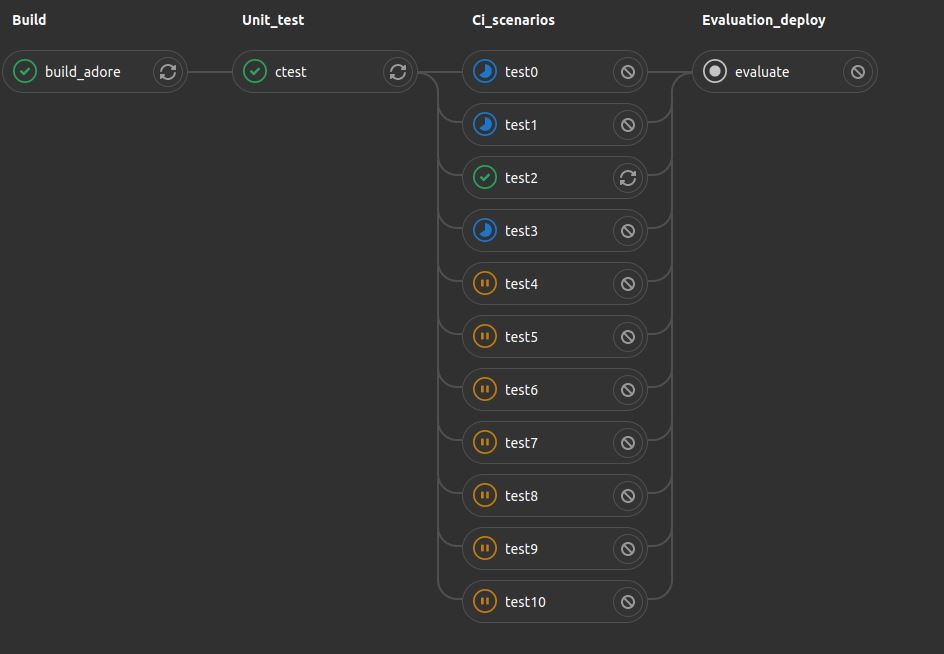 Build
Unit_test
Ci_scenarios
Evaluation_deploy
build_adore
ctest
test0
evaluate
test1
test2
test3
test4
test5
test6
test7
test8
test9
test10